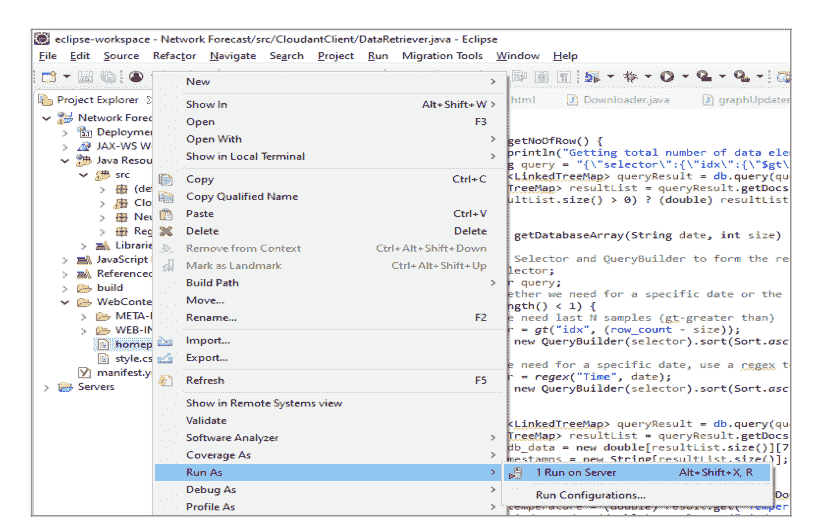 eclipse-workspace - Network Forecast/src/CloudantClient/DataRetriever.java - Eclipse
File Edit Source Refactor Navigate Search Project Run Migration Tools Window Help
Project Explorer
Network Forec
Deployme
JAX-WS W
Java Resou
src
(de
Clo
Neu
Reg
Librarie
JavaScript
Referenced
build
WebConte
META-I
WEB-IN
homep
style.cs
manifest.y
Servers
New >
Show In Alt+Shift+W >
Open F3
Open With >
Show in Local Terminal >
Copy Ctrl+C
Copy Qualified Name
Paste Ctrl+V
Delete Delete
Remove from Context Ctrl+Alt+Shift+Down
Mark as Landmark Ctrl+Alt+Shift+Up
Build Path >
Move...
Rename... F2
Import...
Export...
Refresh F5
Show in Remote Systems view
Validate
Software Analyzer >
Coverage As >
Run As >
Debug As >
Profile As >
1 Run on Server Alt+Shift+X, R
Run Configurations...
html Downloader.java graphUpdater
getNoOfRow() {
println("Getting total number of data ele
g query = "{\"selector\":{\"idx\":{\"$gt\
<LinkedTreeMap> queryResult = db.query(qu
TreeMap> resultList = queryResult.getDocs
ultList.size() > 0) ? (double) resultList
getDatabaseArray(String date, int size)
Selector and QueryBuilder to form the re
lector;
r query;
ether we need for a specific date or the
ngth() < 1) {
e need last N samples (gt-greater than)
r = gt("idx", (row_count - size));
new QueryBuilder(selector).sort(Sort.asc
e need for a specific date, use a regex t
r = regex("Time", date);
new QueryBuilder(selector).sort(Sort.asc
<LinkedTreeMap> queryResult = db.query(qu
TreeMap> resultList = queryResult.getDocs
db_data = new double[resultList.size()][7
mestamps = new String[resultList.size()];
Do